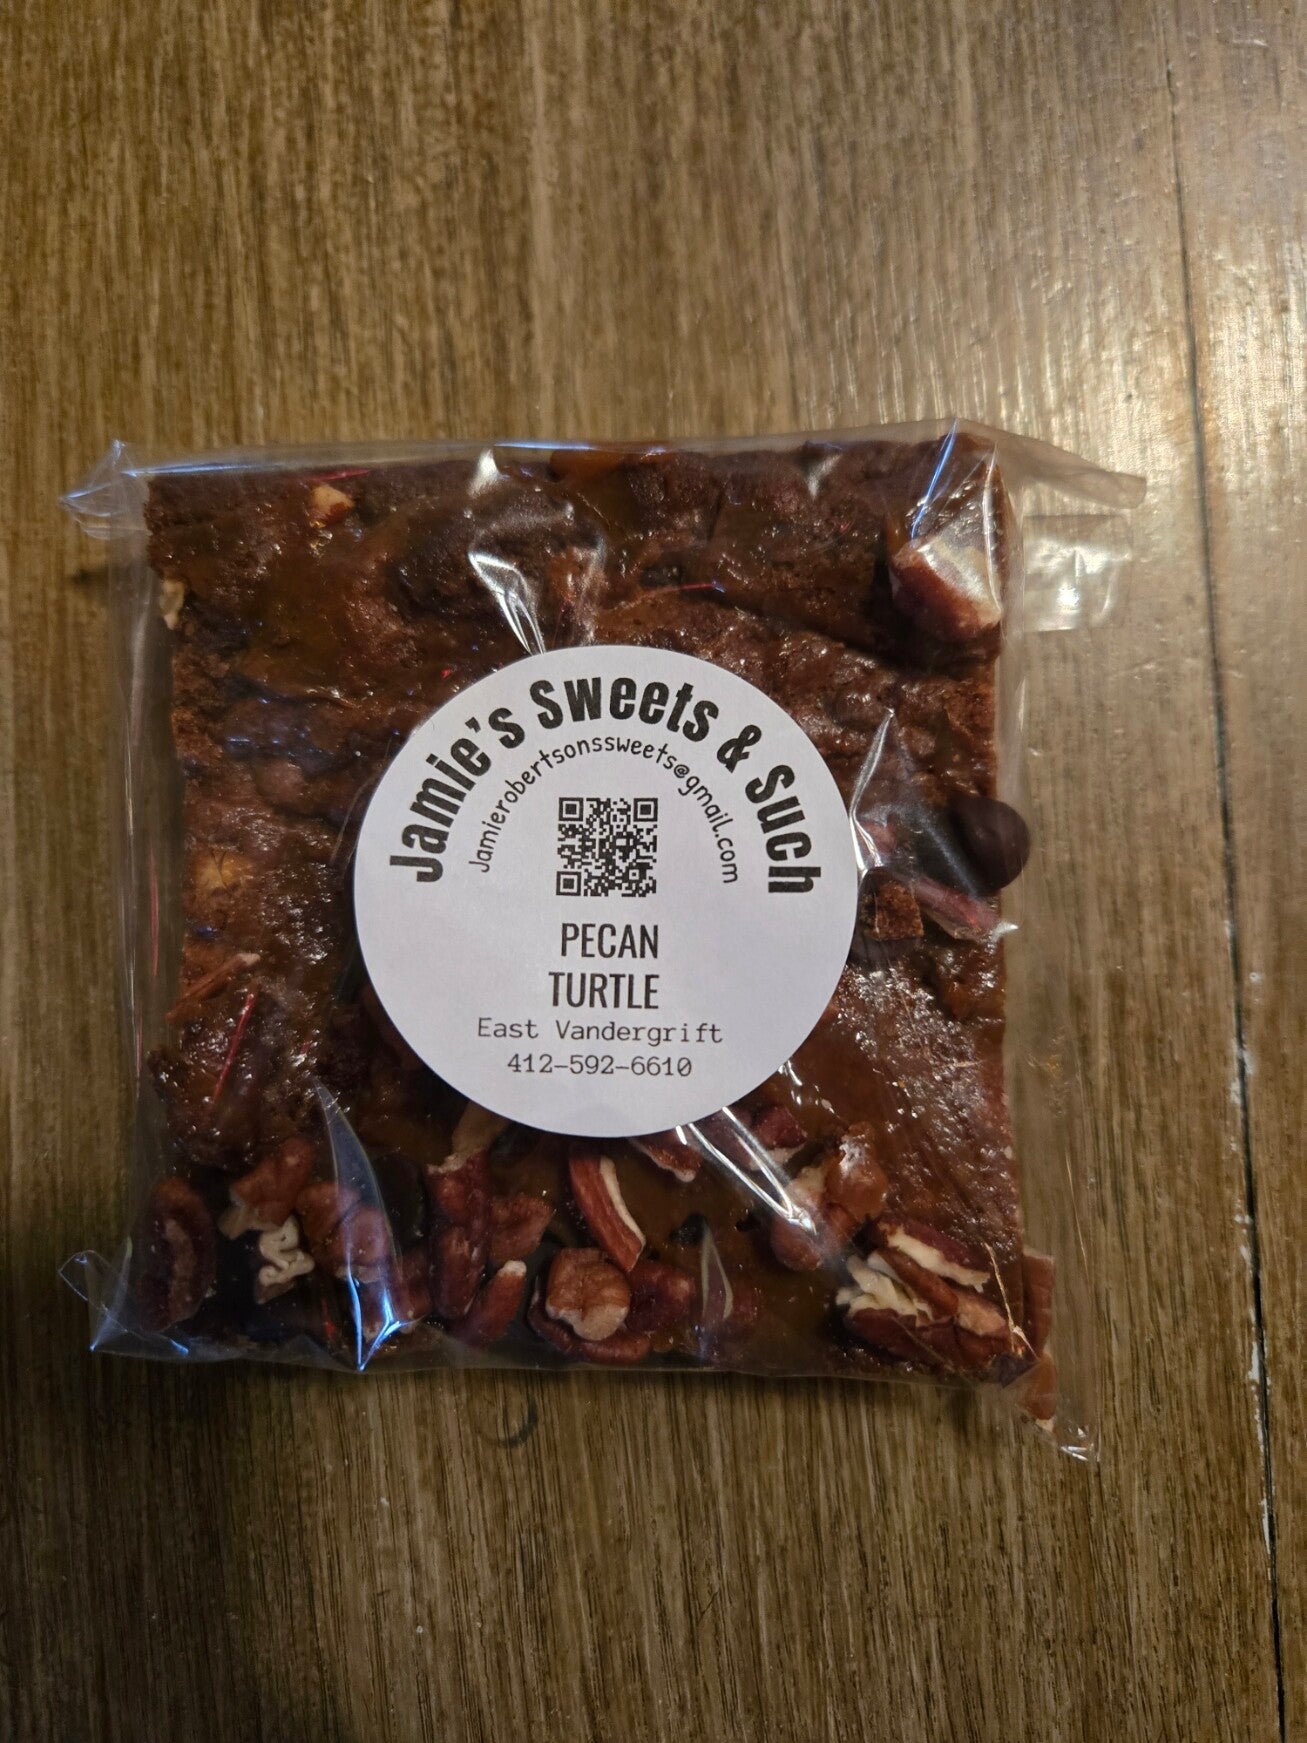 Jamie's Sweets & Such
Jamierobertsonssweets@gmail.com
PECAN
TURTLE
East Vandergrift
412-592-6610